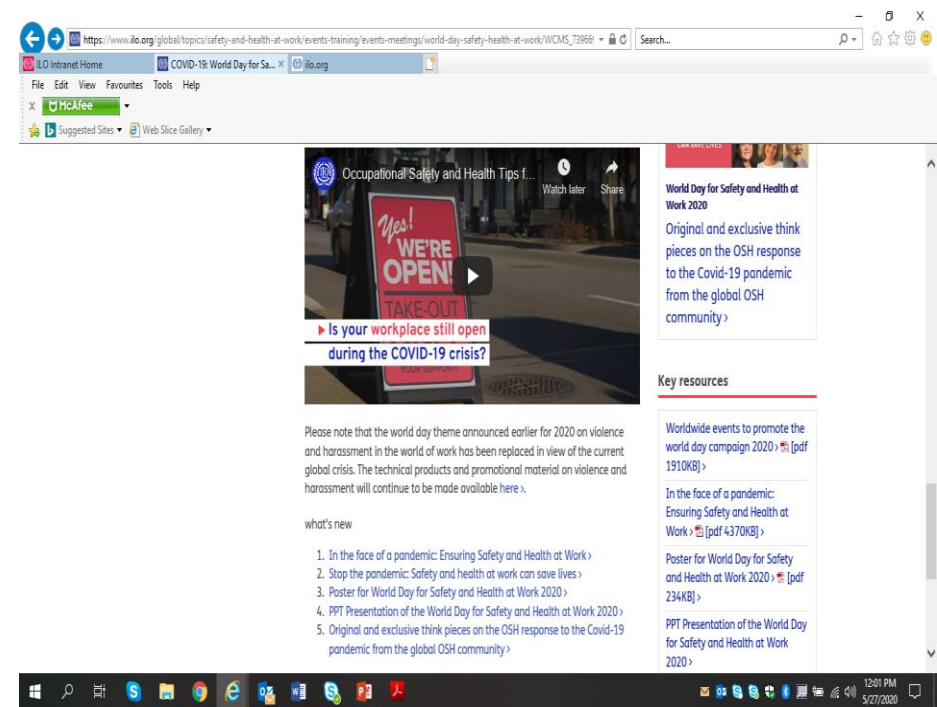 https://www.ilo.org/global/topics/safety-and-health-at-work/events-training/events-meetings/world-day-safety-health-at-work/WCMS_73966
Search...
ILO Intranet Home
COVID-19: World Day for Sa...
ilo.org
File Edit View Favourites Tools Help
x McAfee
Suggested Sites
Web Slice Gallery
Occupational Safety and Health Tips f...
Watch later
Share
Yes!
WE'RE
OPEN!
TAKE-OUT
Is your workplace still open
during the COVID-19 crisis?
YOUR SUPPORT
Please note that the world day theme announced earlier for 2020 on violence
and harassment in the world of work has been replaced in view of the current
global crisis. The technical products and promotional material on violence and
harassment will continue to be made available here >.
what's new
1. In the face of a pandemic: Ensuring Safety and Health at Work >
2. Stop the pandemic: Safety and health at work can save lives >
3. Poster for World Day for Safety and Health at Work 2020 >
4. PPT Presentation of the World Day for Safety and Health at Work 2020 >
5. Original and exclusive think pieces on the OSH response to the Covid-19
pandemic from the global OSH community >
CAN SAVE LIVES
World Day for Safety and Health at
Work 2020
Original and exclusive think
pieces on the OSH response
to the Covid-19 pandemic
from the global OSH
community >
Key resources
Worldwide events to promote the
world day campaign 2020 > [pdf
1910KB] >
In the face of a pandemic:
Ensuring Safety and Health at
Work > [pdf 4370KB] >
Poster for World Day for Safety
and Health at Work 2020 > [pdf
234KB] >
PPT Presentation of the World Day
for Safety and Health at Work
2020 >
12:01 PM
5/27/2020